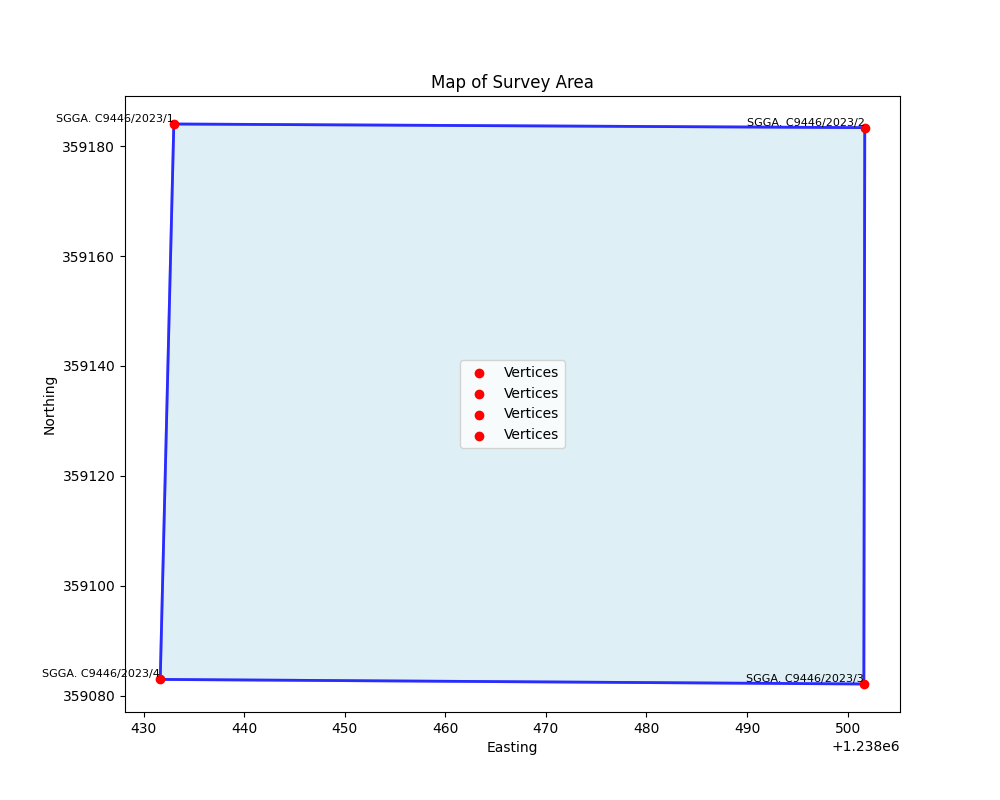 Map of Survey Area
SGGA. C9446/2023/1
SGGA. C9446/2023/2
359180
359160
359140
359120
359100
359080
Northing
Vertices
Vertices
Vertices
Vertices
SGGA. C9446/2023/4
SGGA. C9446/2023/3
430 440 450 460 470 480 490 500
Easting
+1.238e6